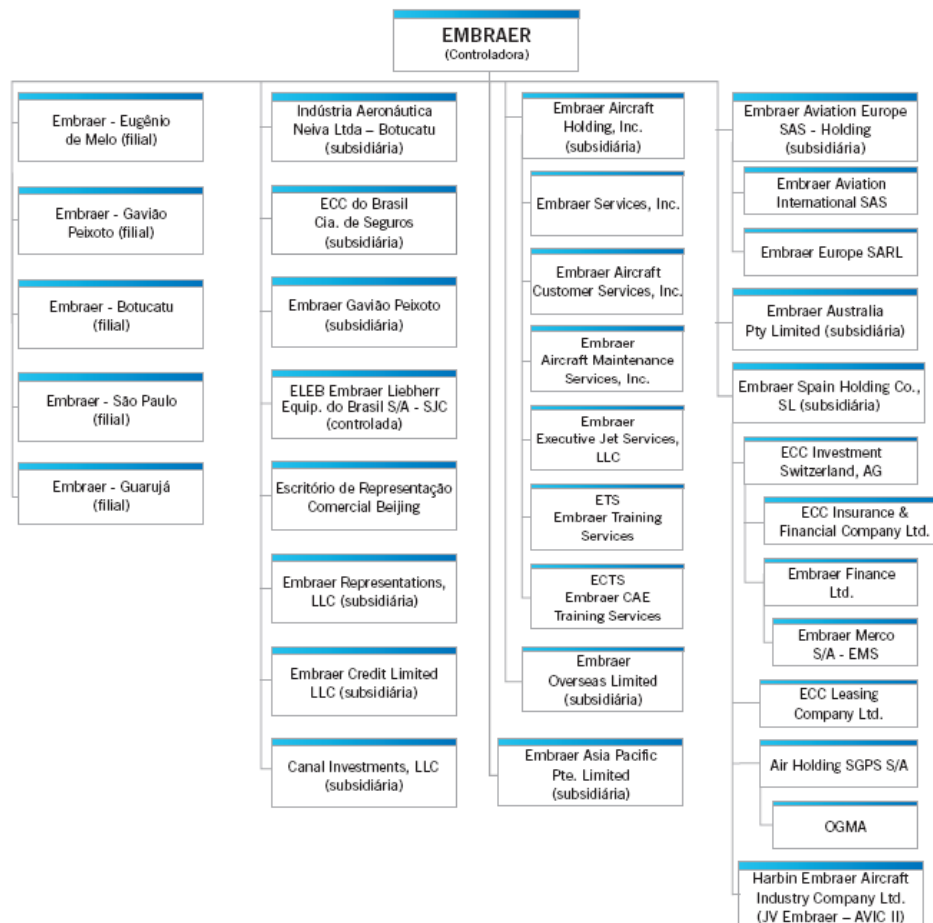 EMBRAER
(Controladora)
Embraer - Eugênio
de Melo (filial)
Embraer - Gavião
Peixoto (filial)
Embraer - Botucatu
(filial)
Embraer - São Paulo
(filial)
Embraer - Guarujá
(filial)
Indústria Aeronáutica
Neiva Ltda – Botucatu
(subsidiária)
ECC do Brasil
Cia. de Seguros
(subsidiária)
Embraer Gavião Peixoto
(subsidiária)
ELEB Embraer Liebherr
Equip. do Brasil S/A - SJC
(controlada)
Escritório de Representação
Comercial Beijing
Embraer Representations,
LLC (subsidiária)
Embraer Credit Limited
LLC (subsidiária)
Canal Investments, LLC
(subsidiária)
Embraer Aircraft
Holding, Inc.
(subsidiária)
Embraer Services, Inc.
Embraer Aircraft
Customer Services, Inc.
Embraer
Aircraft Maintenance
Services, Inc.
Embraer
Executive Jet Services,
LLC
ETS
Embraer Training
Services
ECTS
Embraer CAE
Training Services
Embraer
Overseas Limited
(subsidiária)
Embraer Asia Pacific
Pte. Limited
(subsidiária)
Embraer Aviation Europe
SAS - Holding
(subsidiária)
Embraer Aviation
International SAS
Embraer Europe SARL
Embraer Australia
Pty Limited (subsidiária)
Embraer Spain Holding Co.,
SL (subsidiária)
ECC Investment
Switzerland, AG
ECC Insurance &
Financial Company Ltd.
Embraer Finance
Ltd.
Embraer Merco
S/A - EMS
ECC Leasing
Company Ltd.
Air Holding SGPS S/A
OGMA
Harbin Embraer Aircraft
Industry Company Ltd.
(JV Embraer – AVIC II)